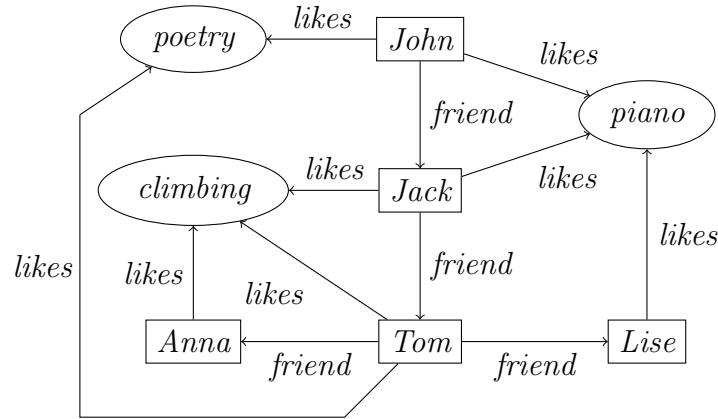 poetry likes John
likes
friend
piano
climbing likes Jack
likes
likes
likes
friend
likes
likes
Anna friend Tom friend Lise